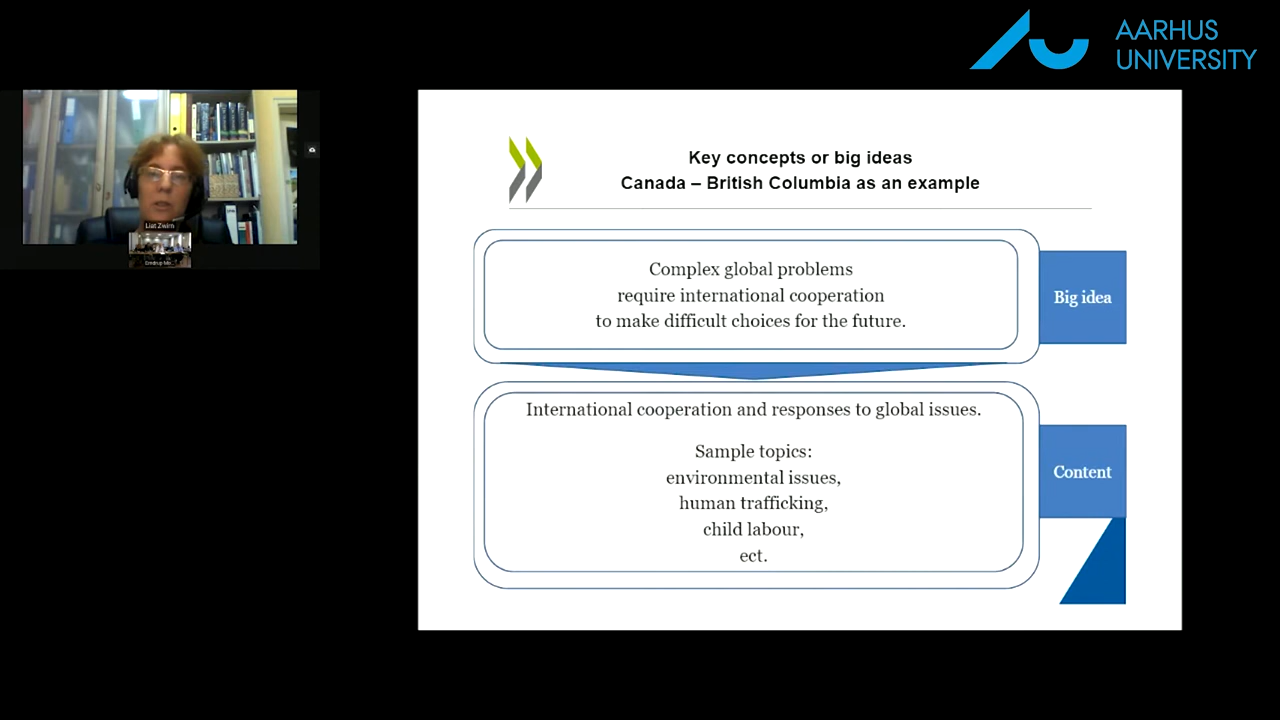 AARHUS
UNIVERSITY
Liat Zwirn
Key concepts or big ideas
Canada – British Columbia as an example
Complex global problems
require international cooperation
to make difficult choices for the future.
Big idea
International cooperation and responses to global issues.
Sample topics:
environmental issues,
human trafficking,
child labour,
ect.
Content